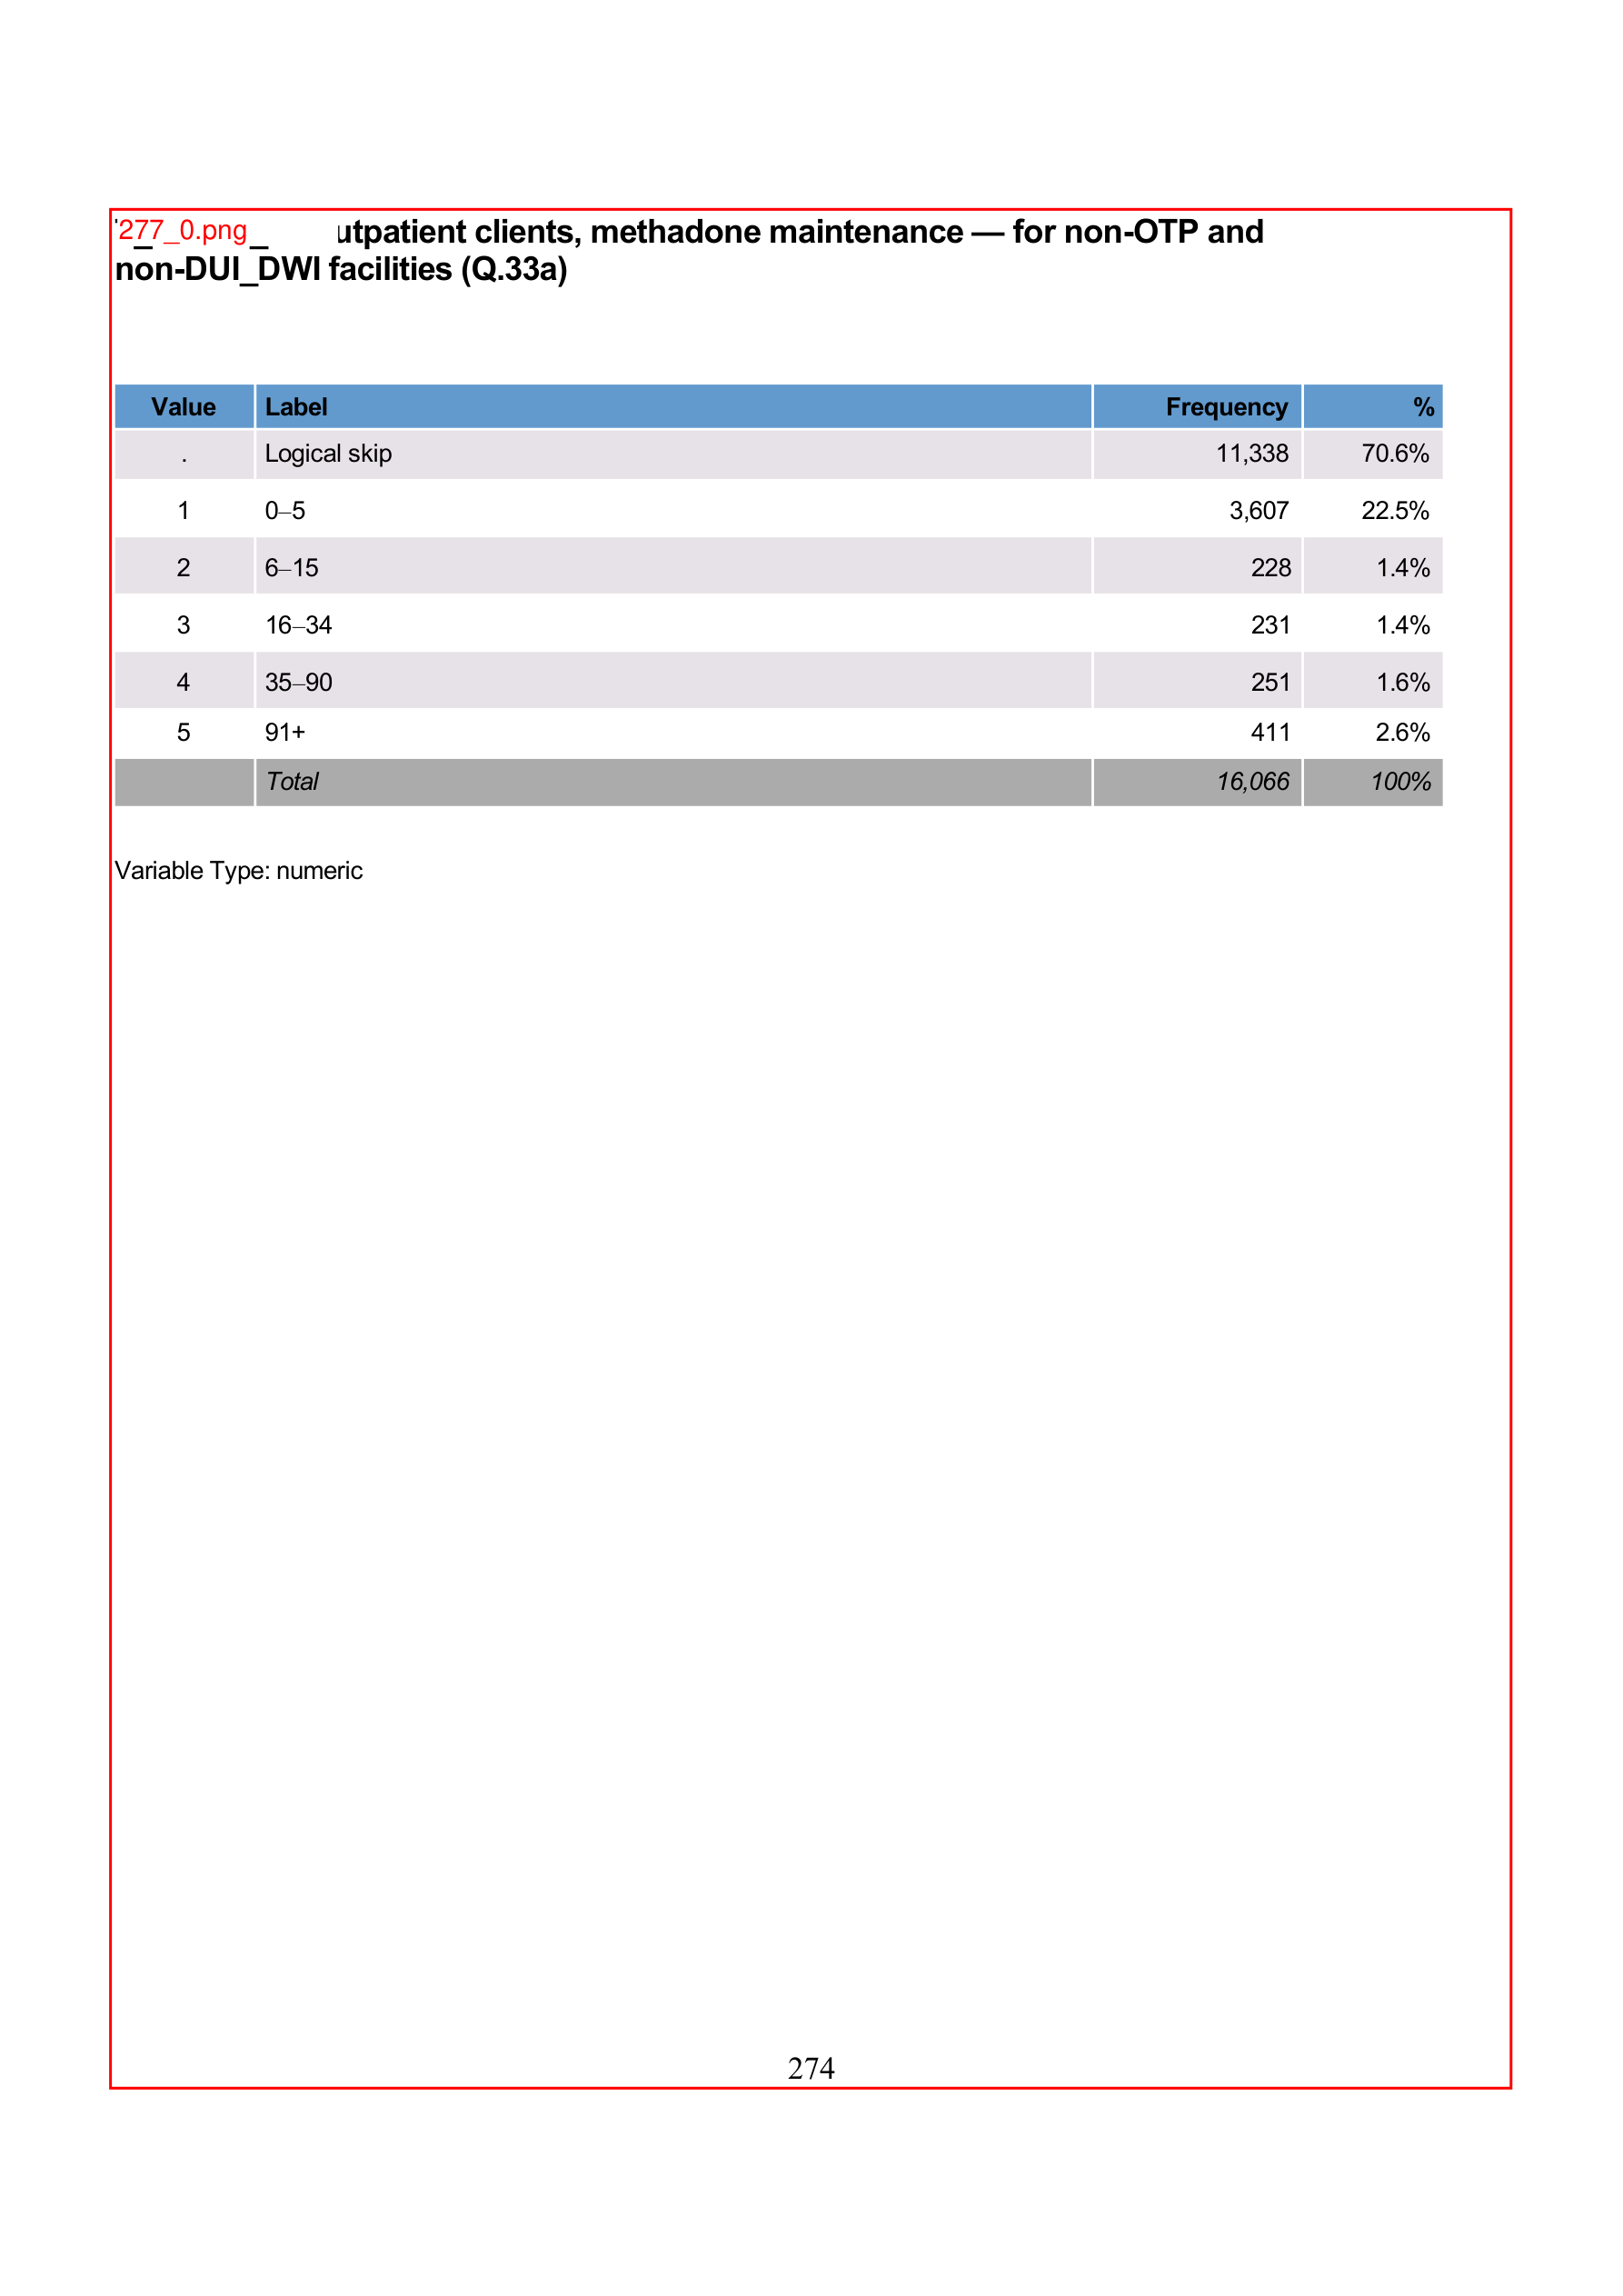 277_0.png
utpatient clients, methadone maintenance — for non-OTP and
non-DUI_DWI facilities (Q.33a)
Value Label Frequency %
. Logical skip 11,338 70.6%
1 0–5 3,607 22.5%
2 6–15 228 1.4%
3 16–34 231 1.4%
4 35–90 251 1.6%
5 91+ 411 2.6%
Total 16,066 100%
Variable Type: numeric
274